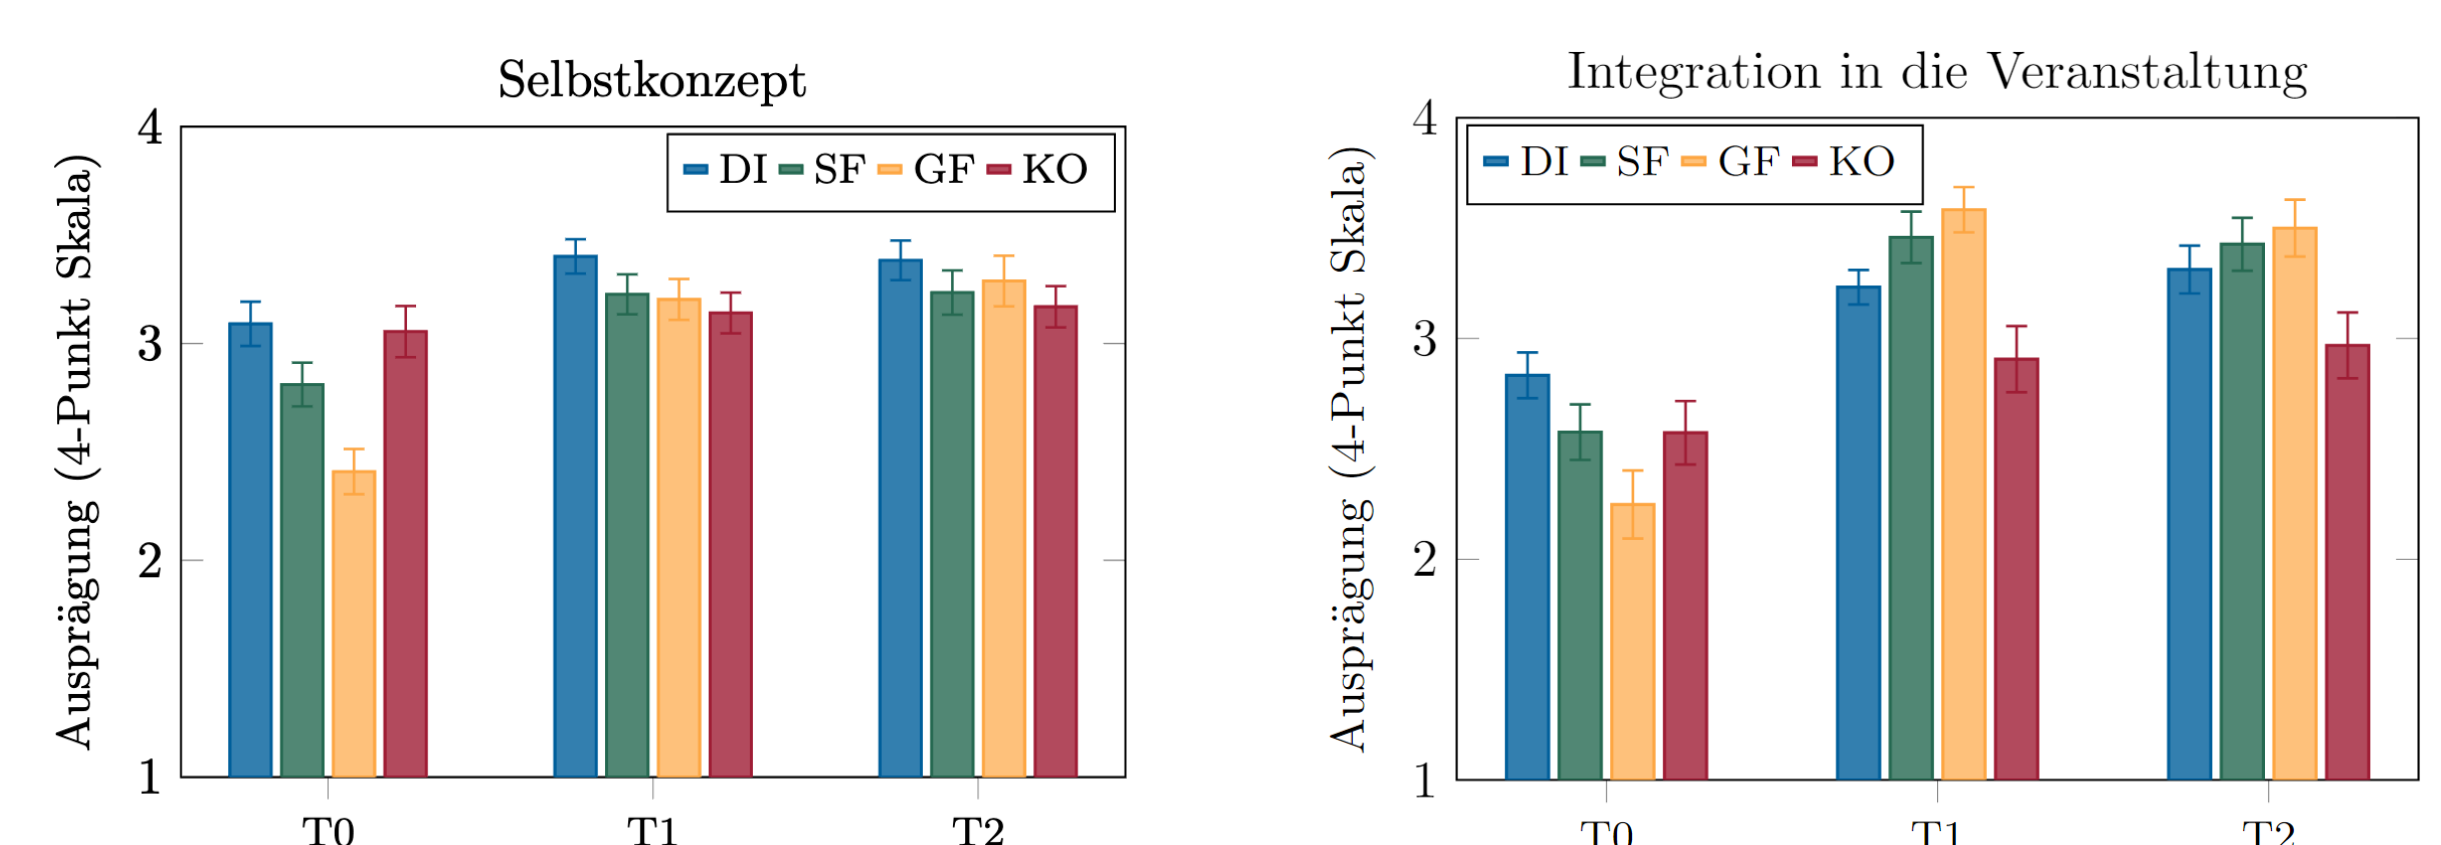 Selbstkonzept
Ausprägung (4-Punkt Skala)
4
3
2
1
DI SF GF KO
T0 T1 T2
Integration in die Veranstaltung
Ausprägung (4-Punkt Skala)
4
3
2
1
DI SF GF KO
T0 T1 T2